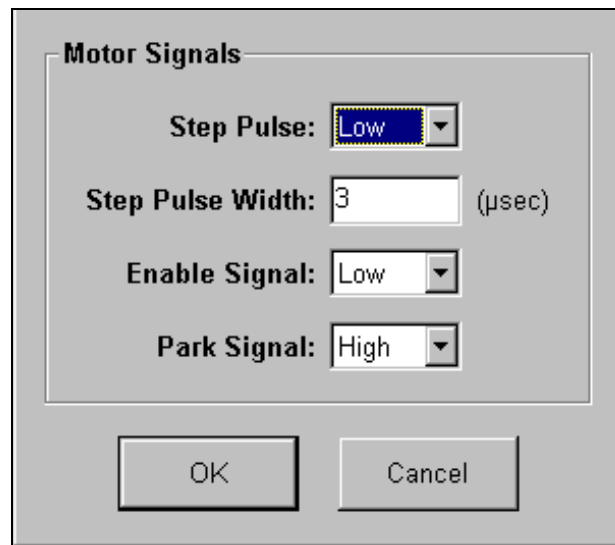 Motor Signals
Step Pulse: Low
Step Pulse Width: 3 (µsec)
Enable Signal: Low
Park Signal: High
OK Cancel